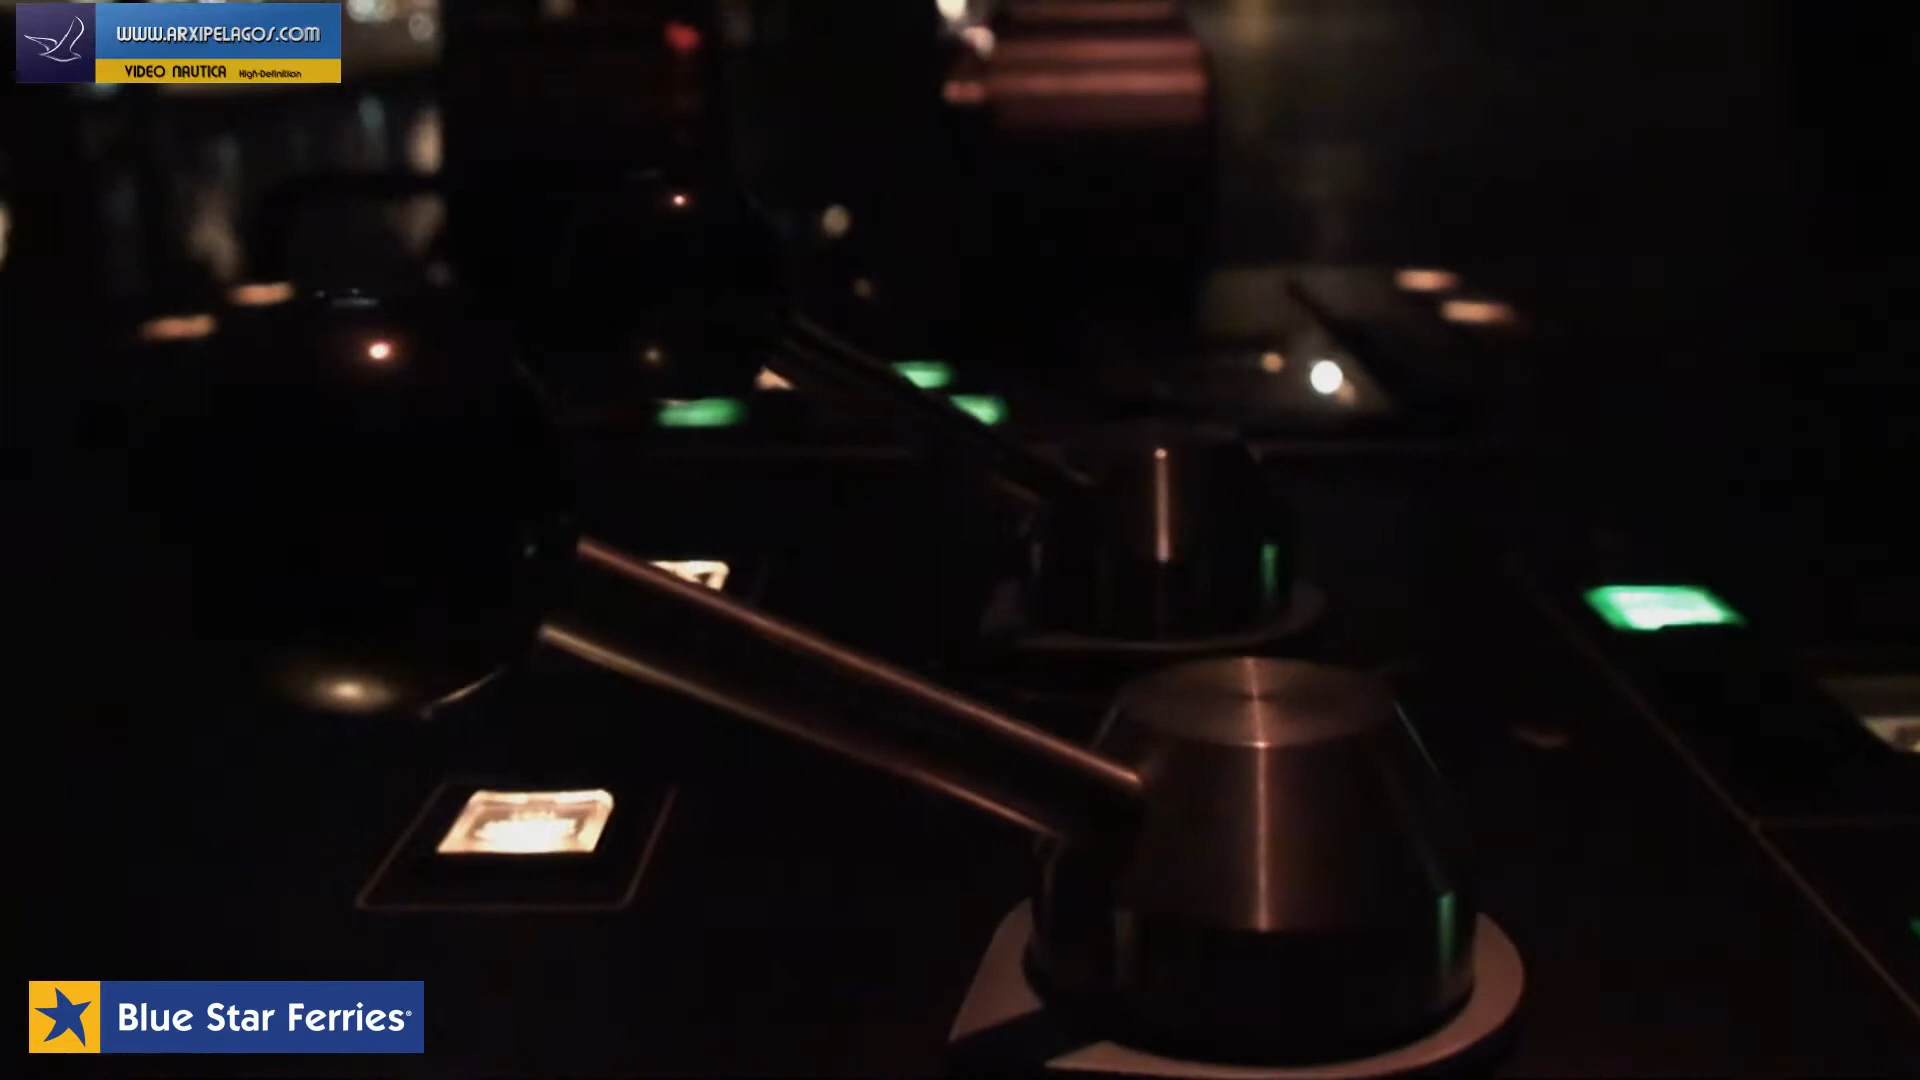 WWW.ARXIPELAGOS.COM
VIDEO NAUTICA High-Definition
Blue Star Ferries®